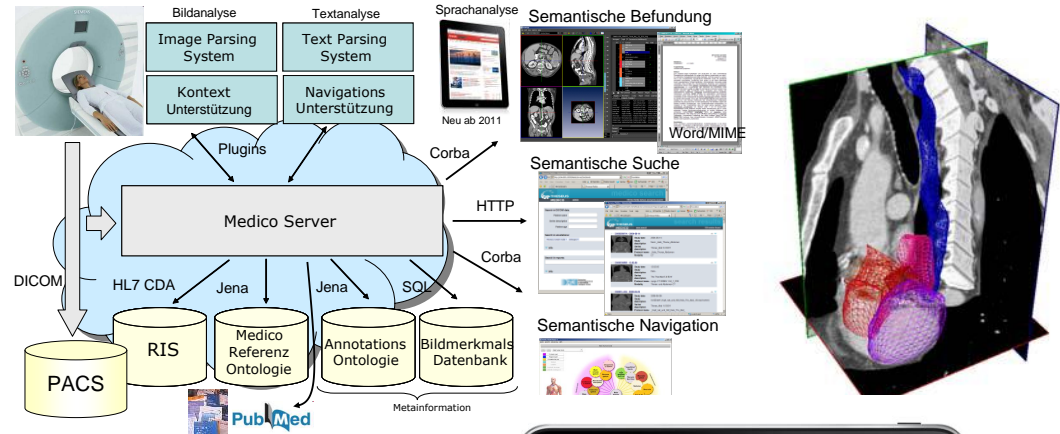 Bildanalyse
Textanalyse
Sprachanalyse
Semantische Befundung
Image Parsing
System
Text Parsing
System
Kontext
Unterstützung
Navigations
Unterstützung
Neu ab 2011
Word/MIME
Plugins
Corba
Semantische Suche
Medico Server
HTTP
Corba
DICOM
HL7 CDA
Jena
Jena
SQL
Semantische Navigation
RIS
Medico
Referenz
Ontologie
Annotations
Ontologie
Bildmerkmals
Datenbank
PACS
Metainformation
PubMed